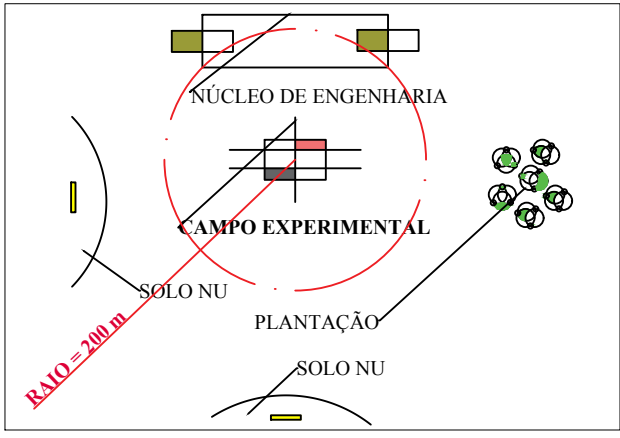 NÚCLEO DE ENGENHARIA
CAMPO EXPERIMENTAL
SOLO NU
PLANTAÇÃO
SOLO NU
RAIO = 200 m